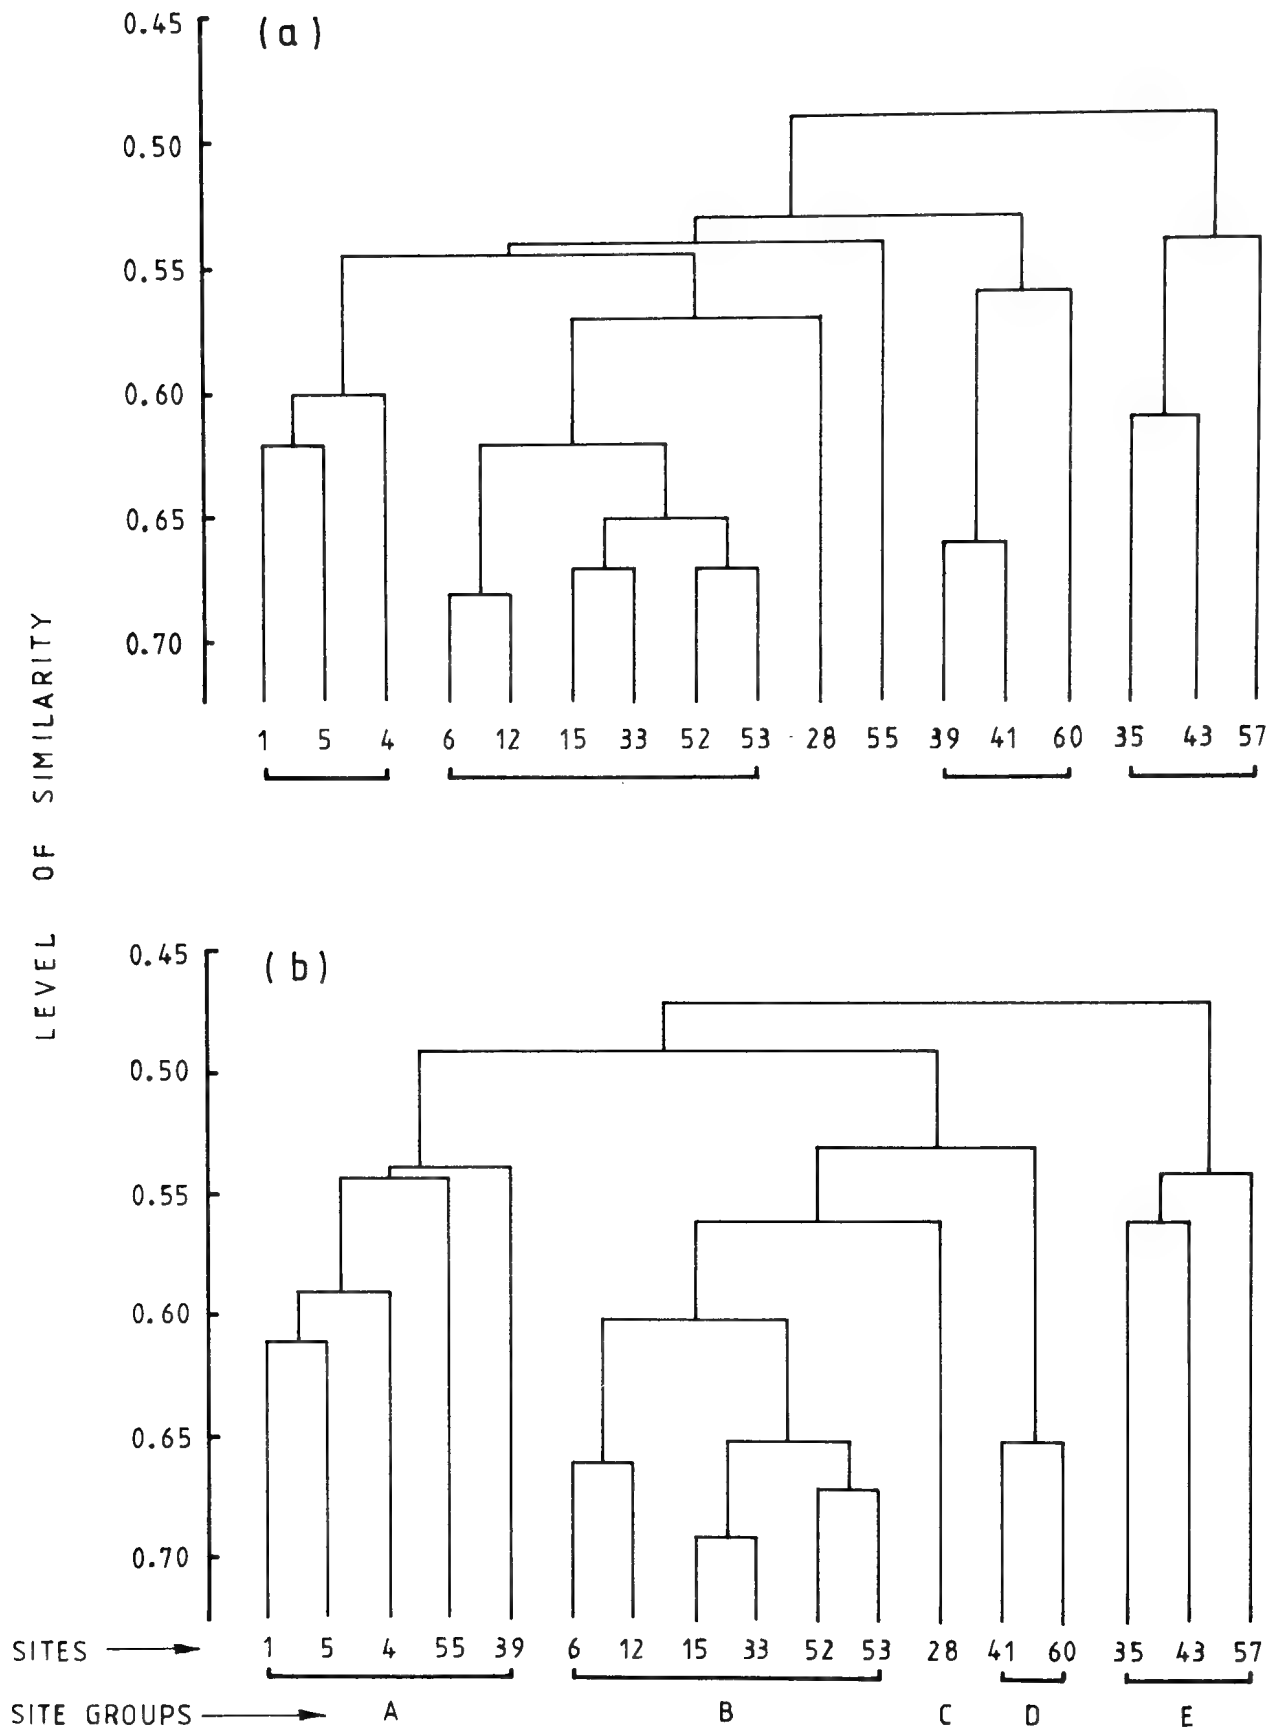 (a)
0.45
0.50
0.55
0.60
0.65
0.70
1 5 4 6 12 15 33 52 53 28 55 39 41 60 35 43 57
LEVEL OF SIMILARITY
(b)
0.45
0.50
0.55
0.60
0.65
0.70
SITES 1 5 4 55 39 6 12 15 33 52 53 28 41 60 35 43 57
SITE GROUPS A B C D E